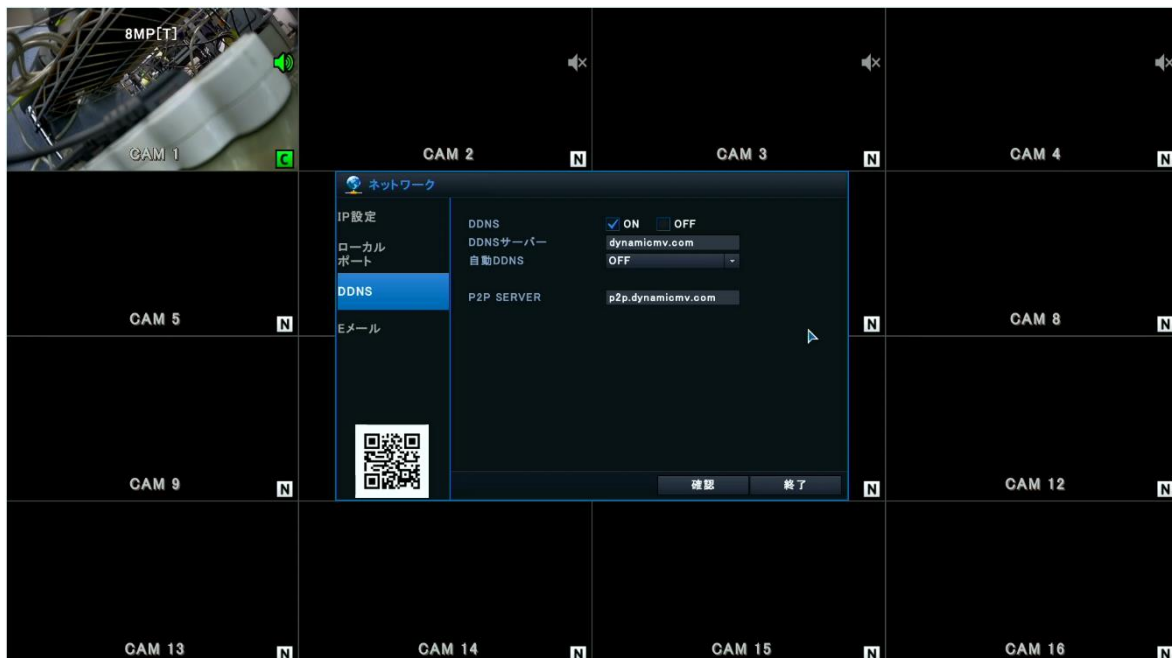 8MP[T]
CAM 1
C
CAM 2
N
CAM 3
N
CAM 4
N
ネットワーク
IP設定
ローカル
ポート
DDNS
Eメール
DDNS
ON
OFF
DDNSサーバー
dynamicmv.com
自動DDNS
OFF
P2P SERVER
p2p.dynamicmv.com
確認
終了
CAM 5
N
N
CAM 8
N
CAM 9
N
N
CAM 12
N
CAM 13
N
CAM 14
N
CAM 15
N
CAM 16
N